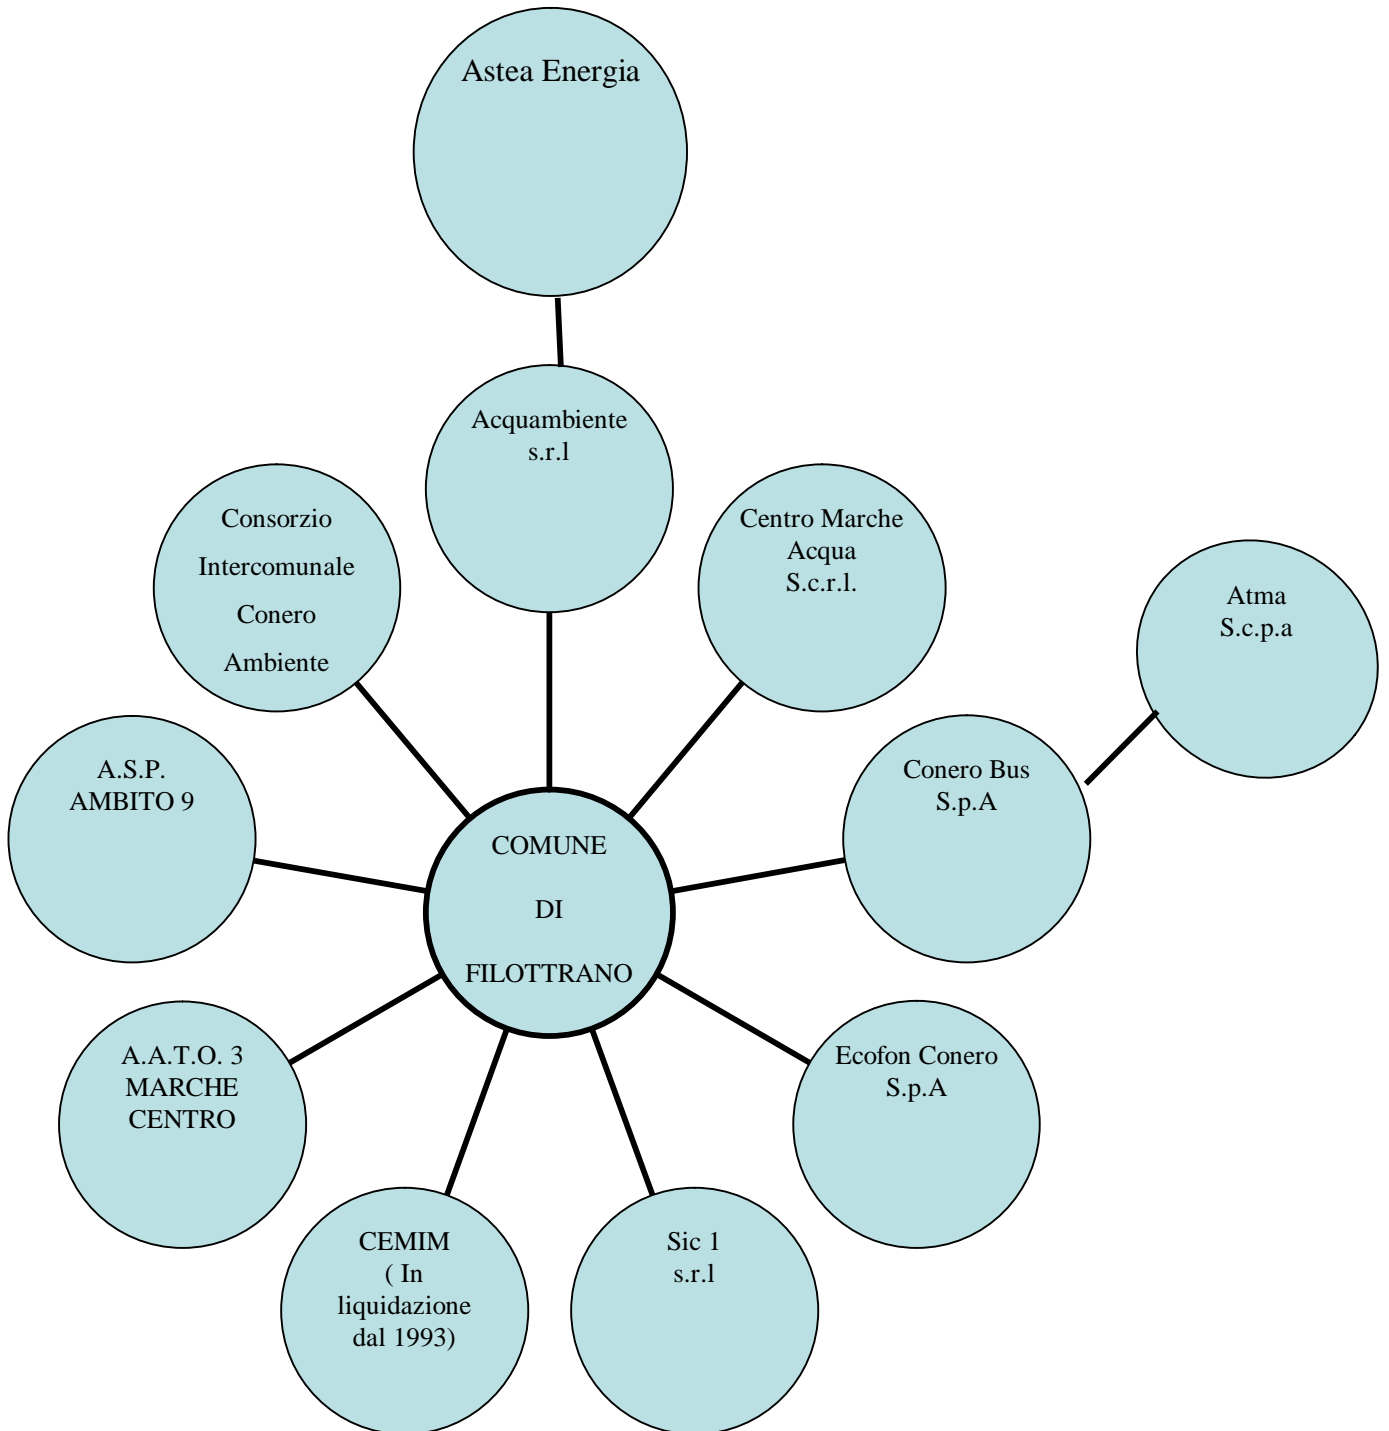 Astea Energia
Acquambiente
s.r.l
Consorzio
Intercomunale
Conero
Ambiente
Centro Marche
Acqua
S.c.r.l.
Atma
S.c.p.a
A.S.P.
AMBITO 9
Conero Bus
S.p.A
COMUNE
DI
FILOTTRANO
A.A.T.O. 3
MARCHE
CENTRO
Ecofon Conero
S.p.A
CEMIM
( In
liquidazione
dal 1993)
Sic 1
s.r.l